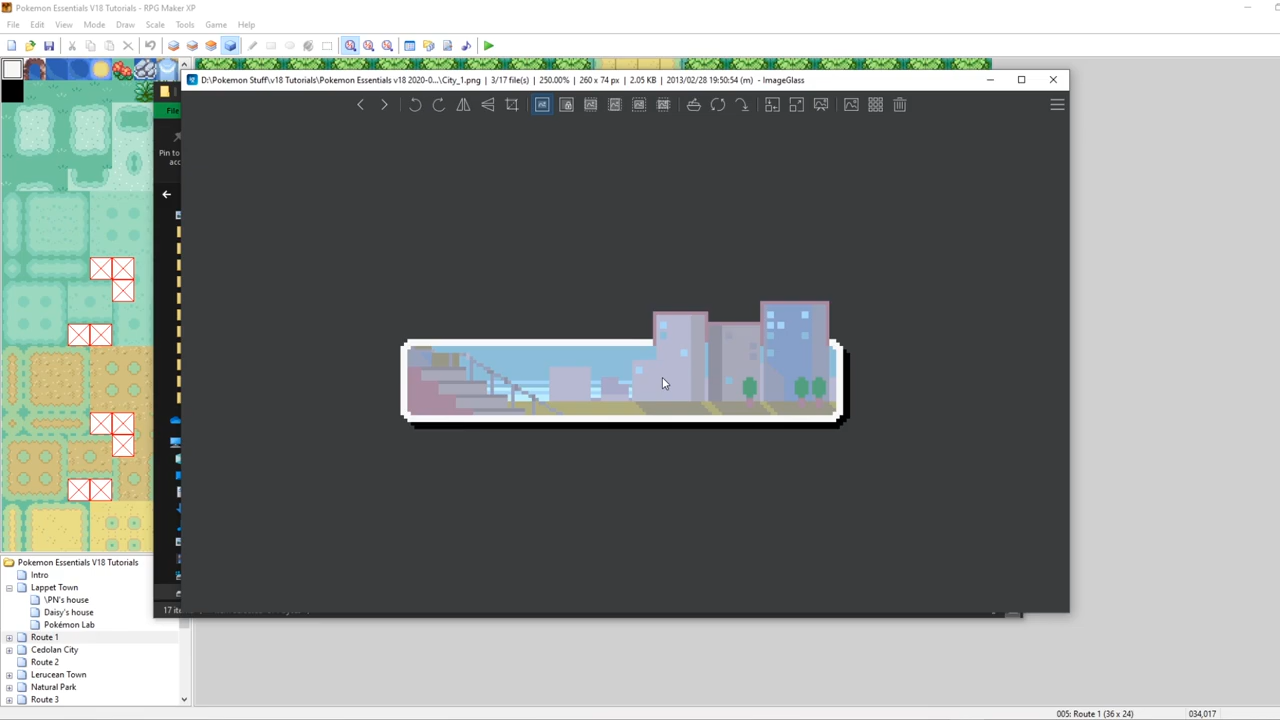 Pokemon Essentials V18 Tutorials - RPG Maker XP
File Edit View Mode Draw Scale Tools Game Help
D:\Pokemon Stuff\v18 Tutorials\Pokemon Essentials v18 2020-0...\City_1.png | 3/17 file(s) | 250.00% | 260 x 74 px | 2.05 KB | 2013/02/28 19:50:54 (m) - ImageGlass
File
Pin to
acc
Pokemon Essentials V18 Tutorials
Intro
Lappet Town
\PN's house
Daisy's house
Pokémon Lab
Route 1
Cedolan City
Route 2
Lerucean Town
Natural Park
Route 3
17 ite
005: Route 1 (36 x 24)
034,017